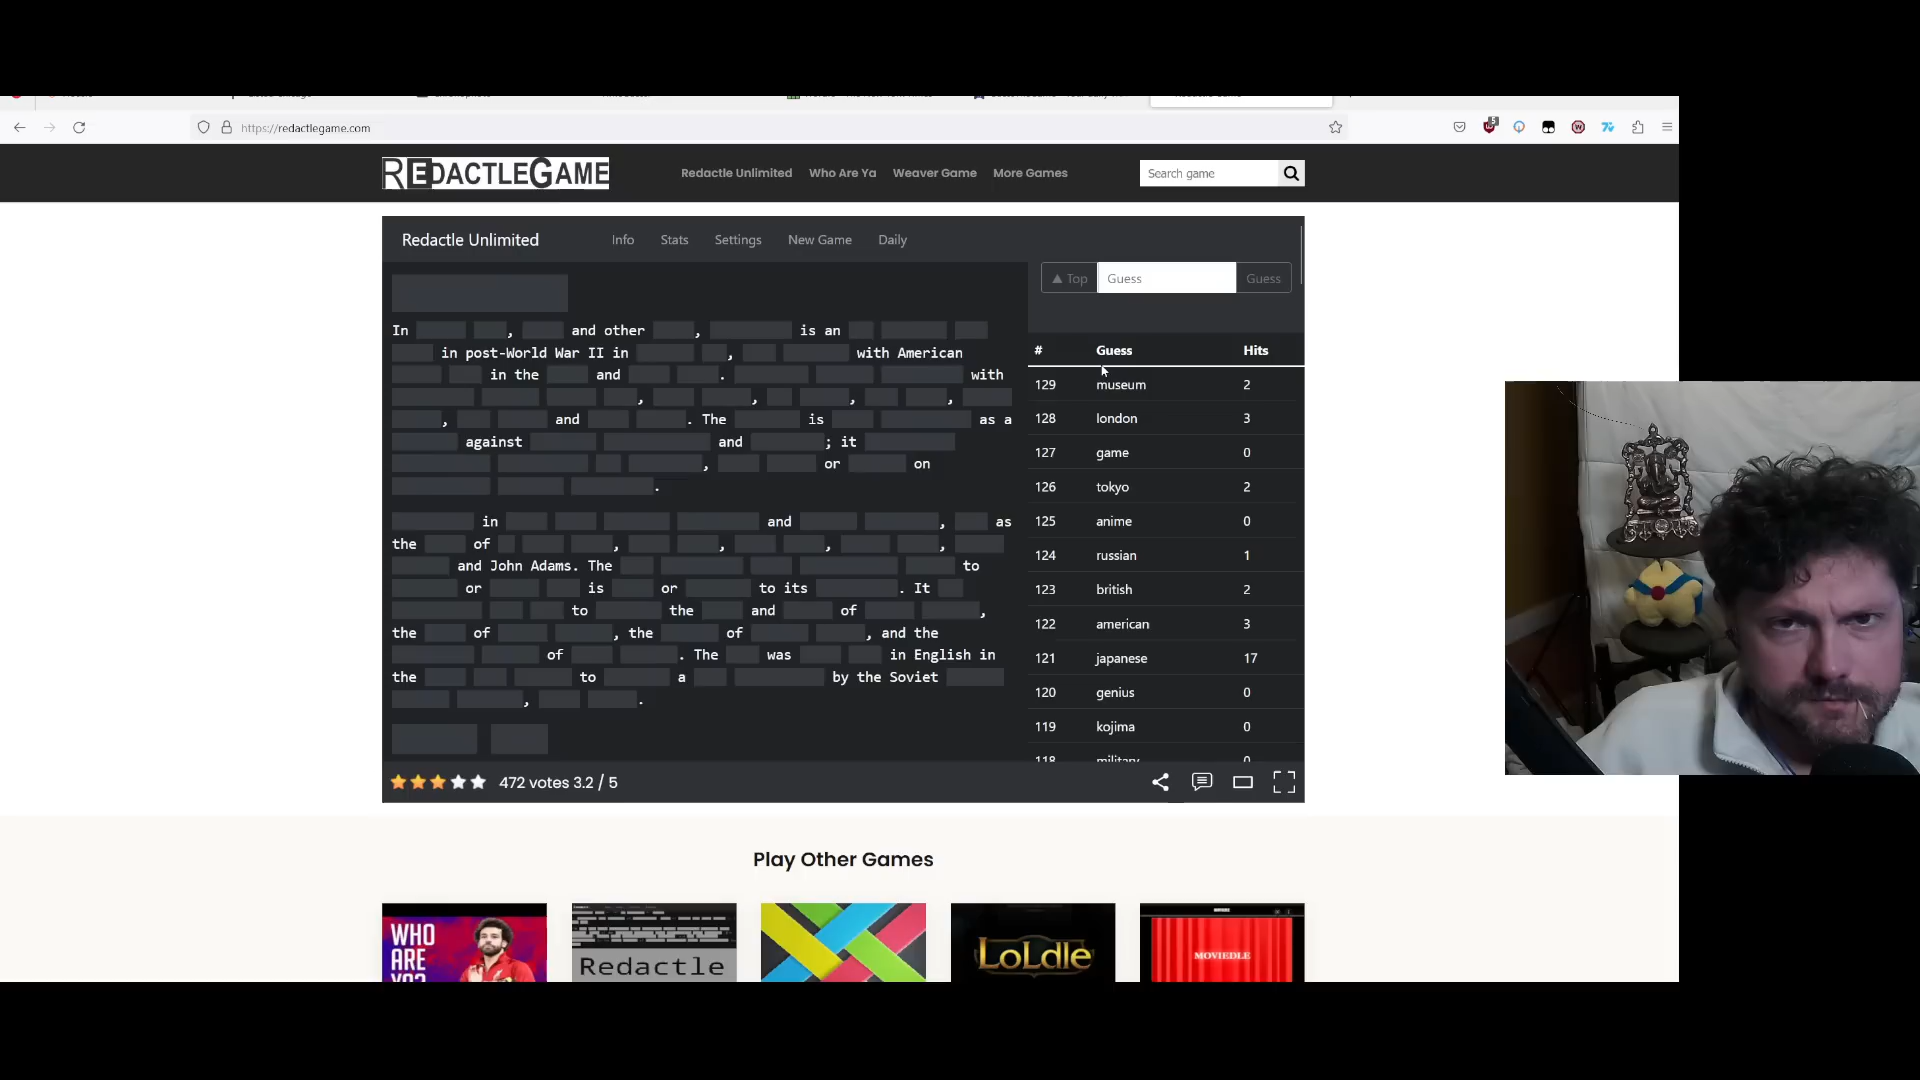 https://redactlegame.com
REDACTLEGAME
Redactle Unlimited Who Are Ya Weaver Game More Games
Search game
Redactle Unlimited
Info Stats Settings New Game Daily
▲ Top Guess Guess
In , and other , is an
in post-World War II in , with American
in the and . with
, , , ,
, and . The is as a
against and ; it
, or on
.
in and , as
the of , , , ,
and John Adams. The to
or is or to its . It
to the and of ,
the of , the of , and the
of . The was in English in
the to a by the Soviet
, .
# Guess Hits
129 museum 2
128 london 3
127 game 0
126 tokyo 2
125 anime 0
124 russian 1
123 british 2
122 american 3
121 japanese 17
120 genius 0
119 kojima 0
118 military 0
472 votes 3.2 / 5
Play Other Games
WHO
ARE
YA?
Redactle
LoLdle
MOVIEDLE